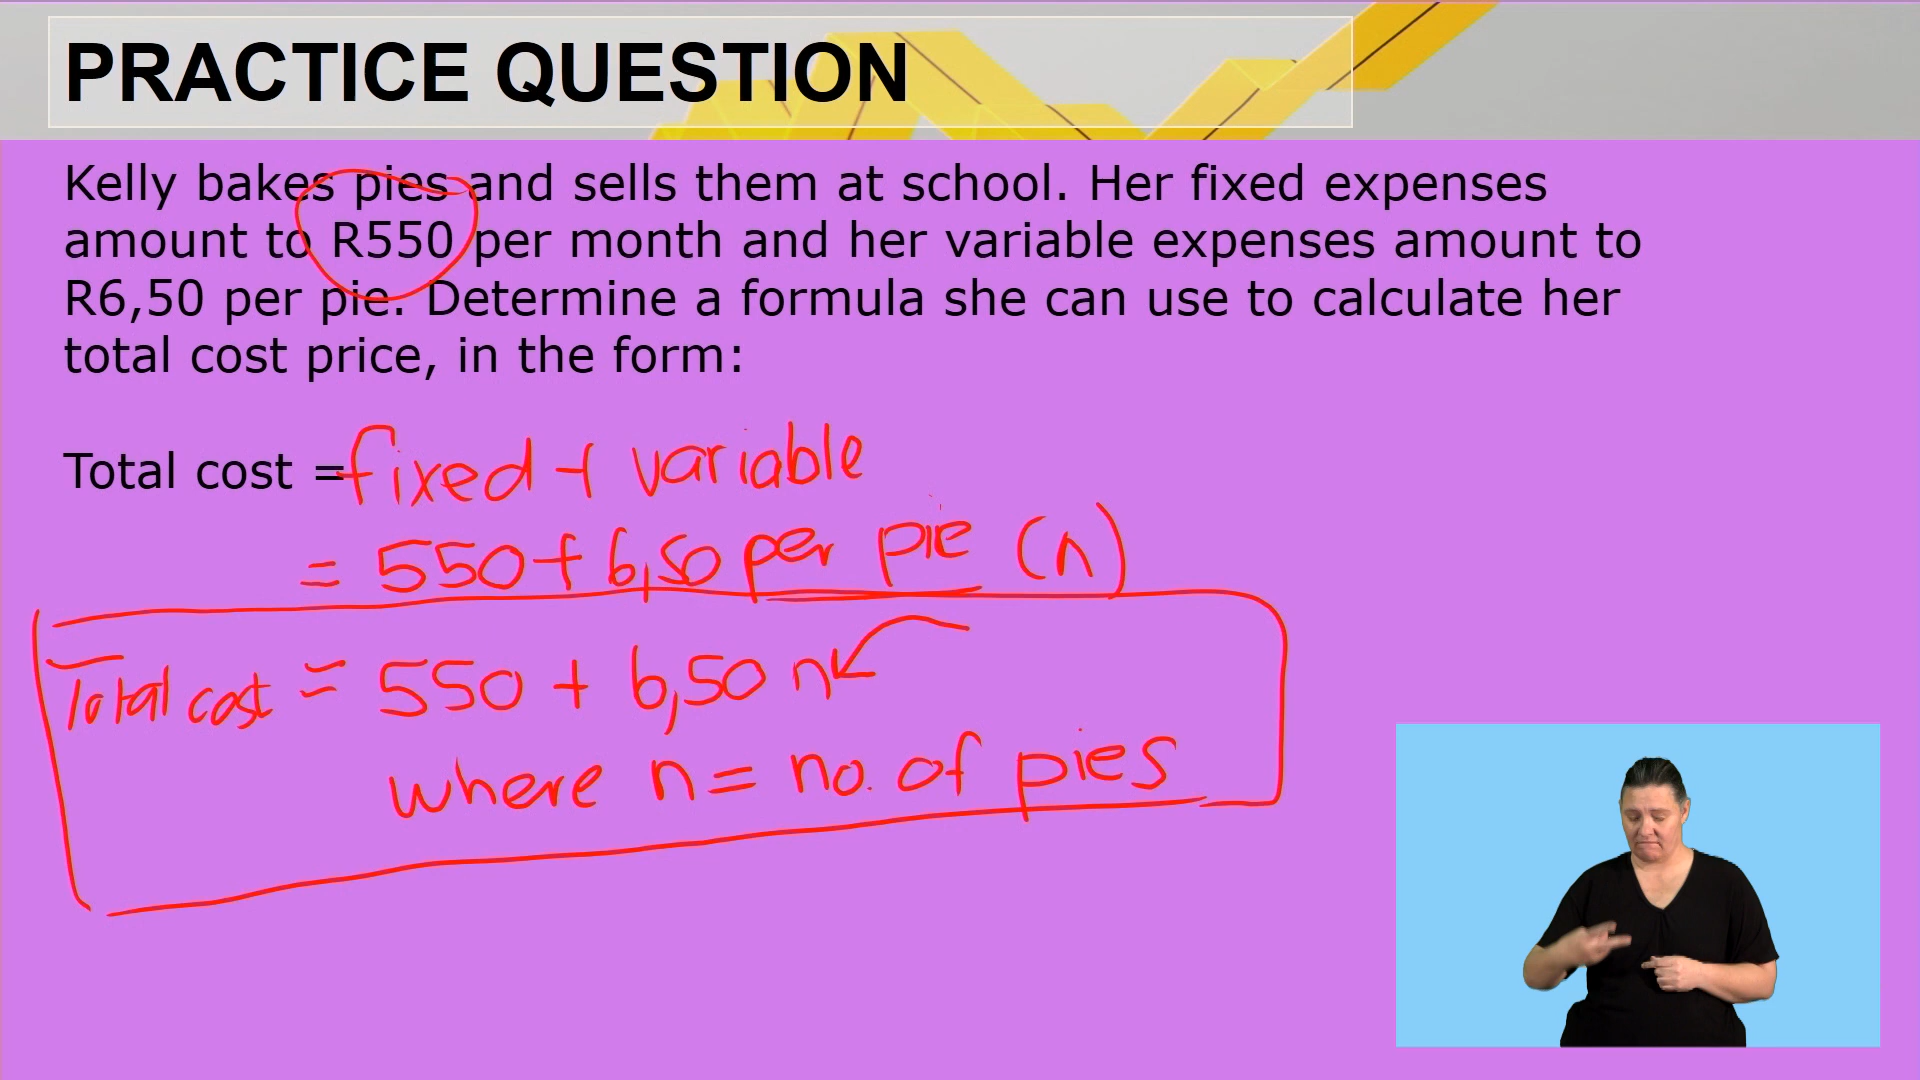 PRACTICE QUESTION
Kelly bakes pies and sells them at school. Her fixed expenses
amount to R550 per month and her variable expenses amount to
R6,50 per pie. Determine a formula she can use to calculate her
total cost price, in the form:
Total cost = fixed + variable
= 550 + 6,50 per pie (n)
Total cost = 550 + 6,50 n
where n = no. of pies